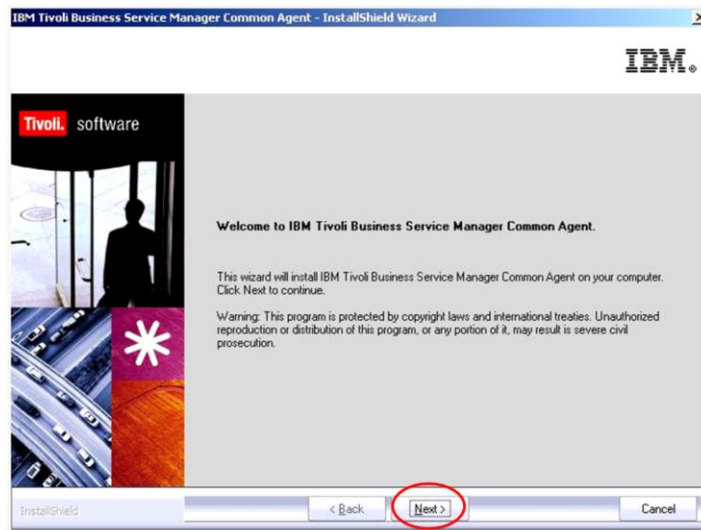 IBM Tivoli Business Service Manager Common Agent - InstallShield Wizard
IBM®
Tivoli. software
Welcome to IBM Tivoli Business Service Manager Common Agent.
This wizard will install IBM Tivoli Business Service Manager Common Agent on your computer.
Click Next to continue.
Warning: This program is protected by copyright laws and international treaties. Unauthorized
reproduction or distribution of this program, or any portion of it, may result is severe civil
prosecution.
InstallShield
< Back
Next >
Cancel